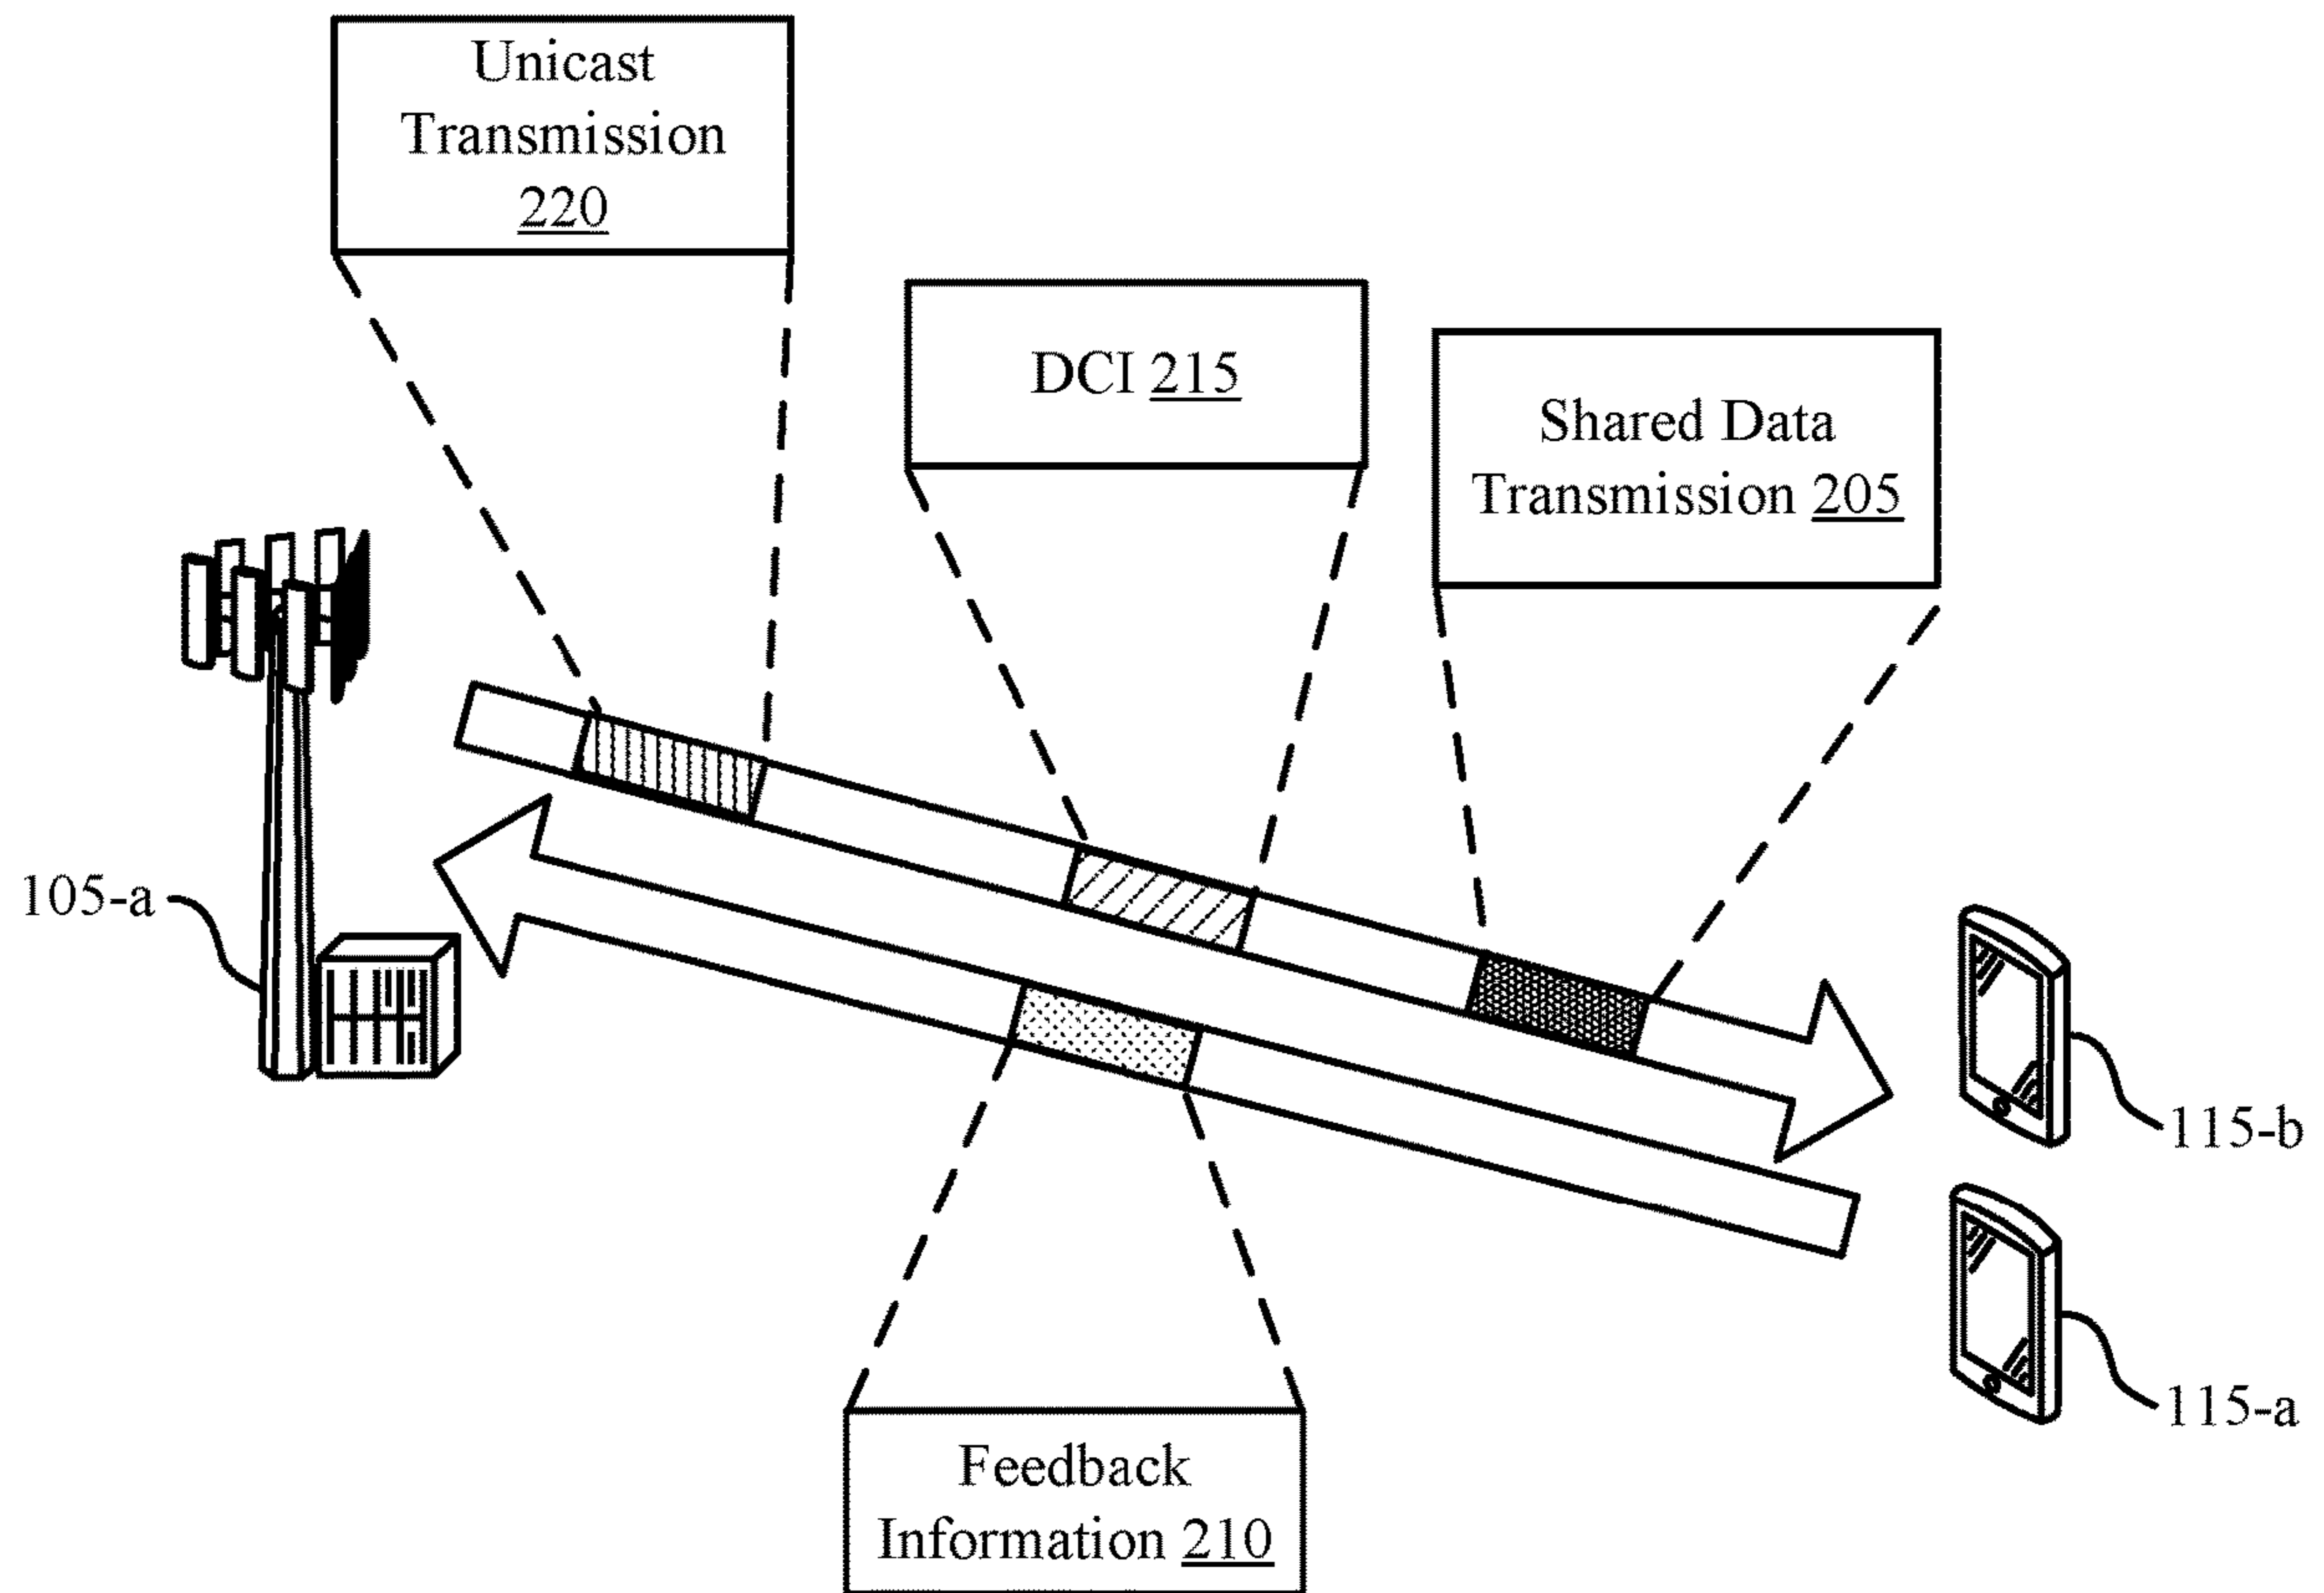 Unicast
Transmission
220
DCI 215
Shared Data
Transmission 205
105-a
115-b
115-a
Feedback
Information 210